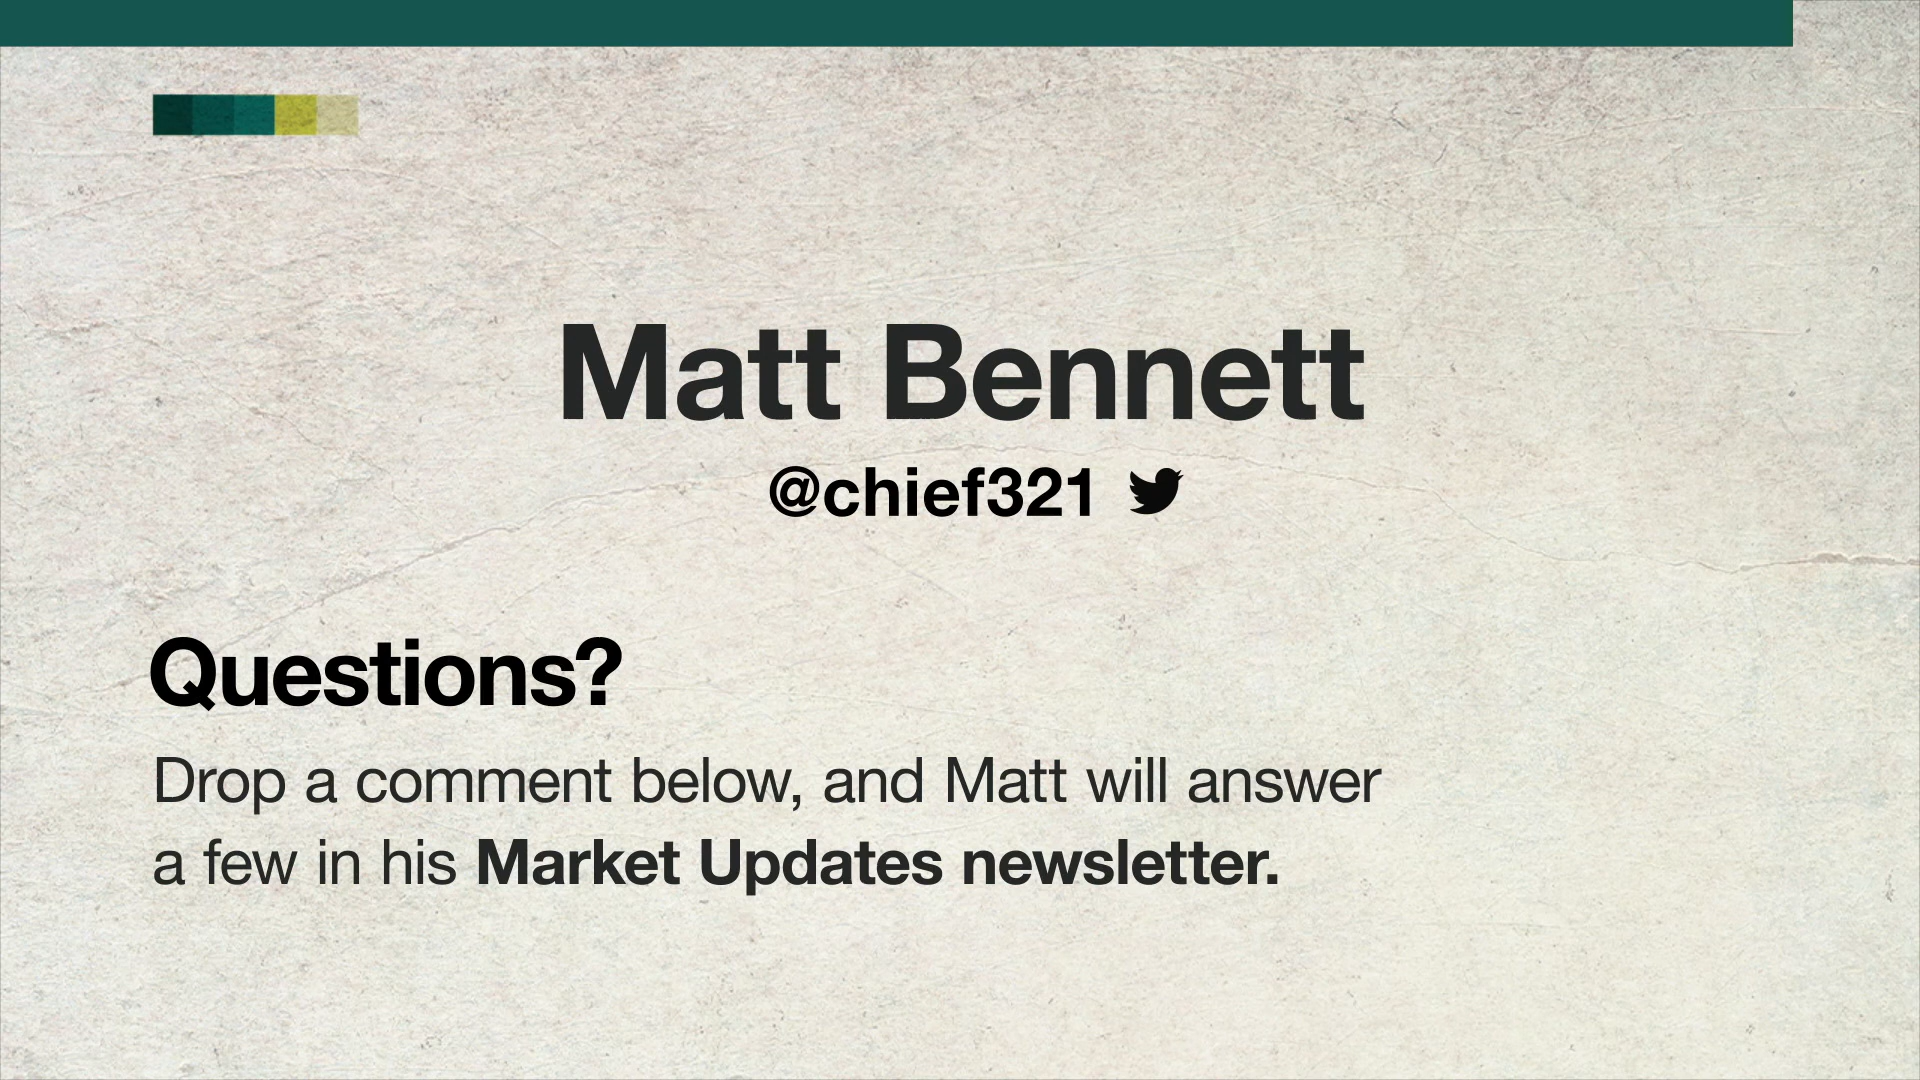 Matt Bennett
@chief321
Questions?
Drop a comment below, and Matt will answer
a few in his Market Updates newsletter.